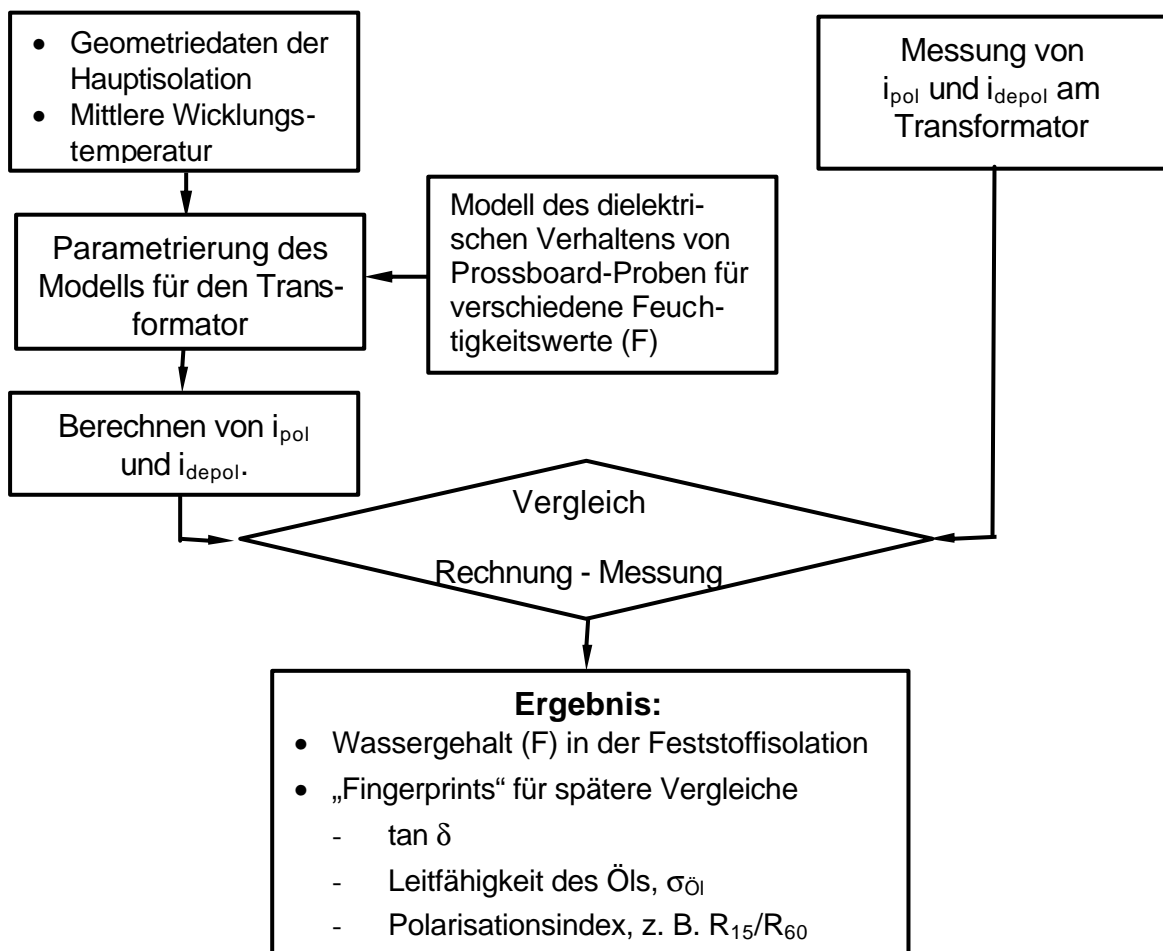 • Geometriedaten der
Hauptisolation
• Mittlere Wicklungs-
temperatur
Messung von
i_pol und i_depol am
Transformator
Parametrierung des
Modells für den Trans-
formator
Modell des dielektri-
schen Verhaltens von
Prossboard-Proben für
verschiedene Feuch-
tigkeitswerte (F)
Berechnen von i_pol
und i_depol.
Vergleich
Rechnung - Messung
Ergebnis:
• Wassergehalt (F) in der Feststoffisolation
• „Fingerprints“ für spätere Vergleiche
- tan δ
- Leitfähigkeit des Öls, σ_Öl
- Polarisationsindex, z. B. R_15/R_60